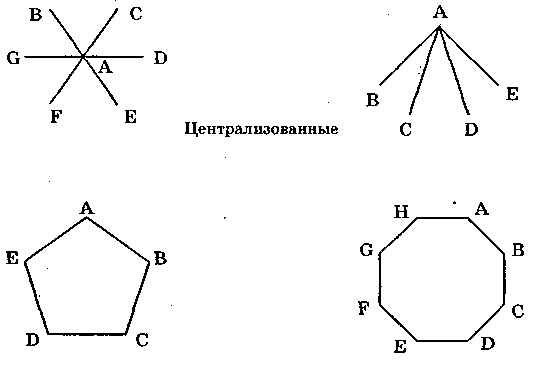 B C
A
G A D
B E
F E C D
Централизованные
A H A
E B G B
F C
D C E D